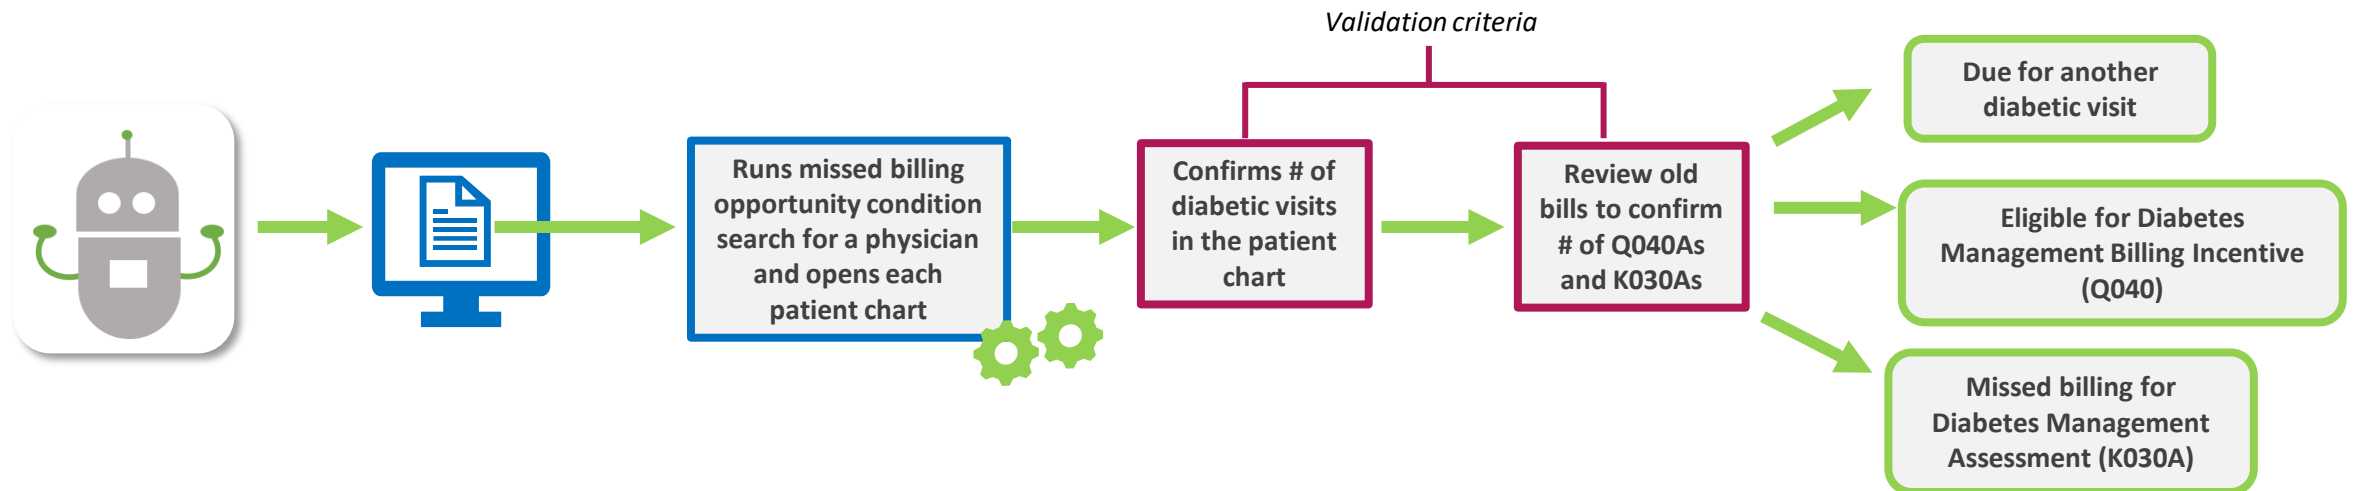 Validation criteria
Runs missed billing
opportunity condition
search for a physician
and opens each
patient chart
Confirms # of
diabetic visits
in the patient
chart
Review old
bills to confirm
# of Q040As
and K030As
Due for another
diabetic visit
Eligible for Diabetes
Management Billing Incentive
(Q040)
Missed billing for
Diabetes Management
Assessment (K030A)